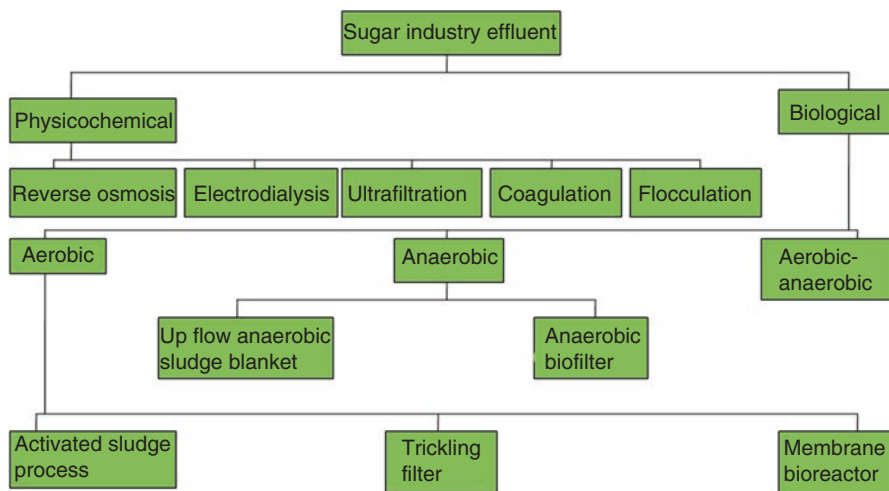 Sugar industry effluent
Physicochemical
Biological
Reverse osmosis
Electrodialysis
Ultrafiltration
Coagulation
Flocculation
Aerobic
Anaerobic
Aerobic-
anaerobic
Up flow anaerobic
sludge blanket
Anaerobic
biofilter
Activated sludge
process
Trickling
filter
Membrane
bioreactor